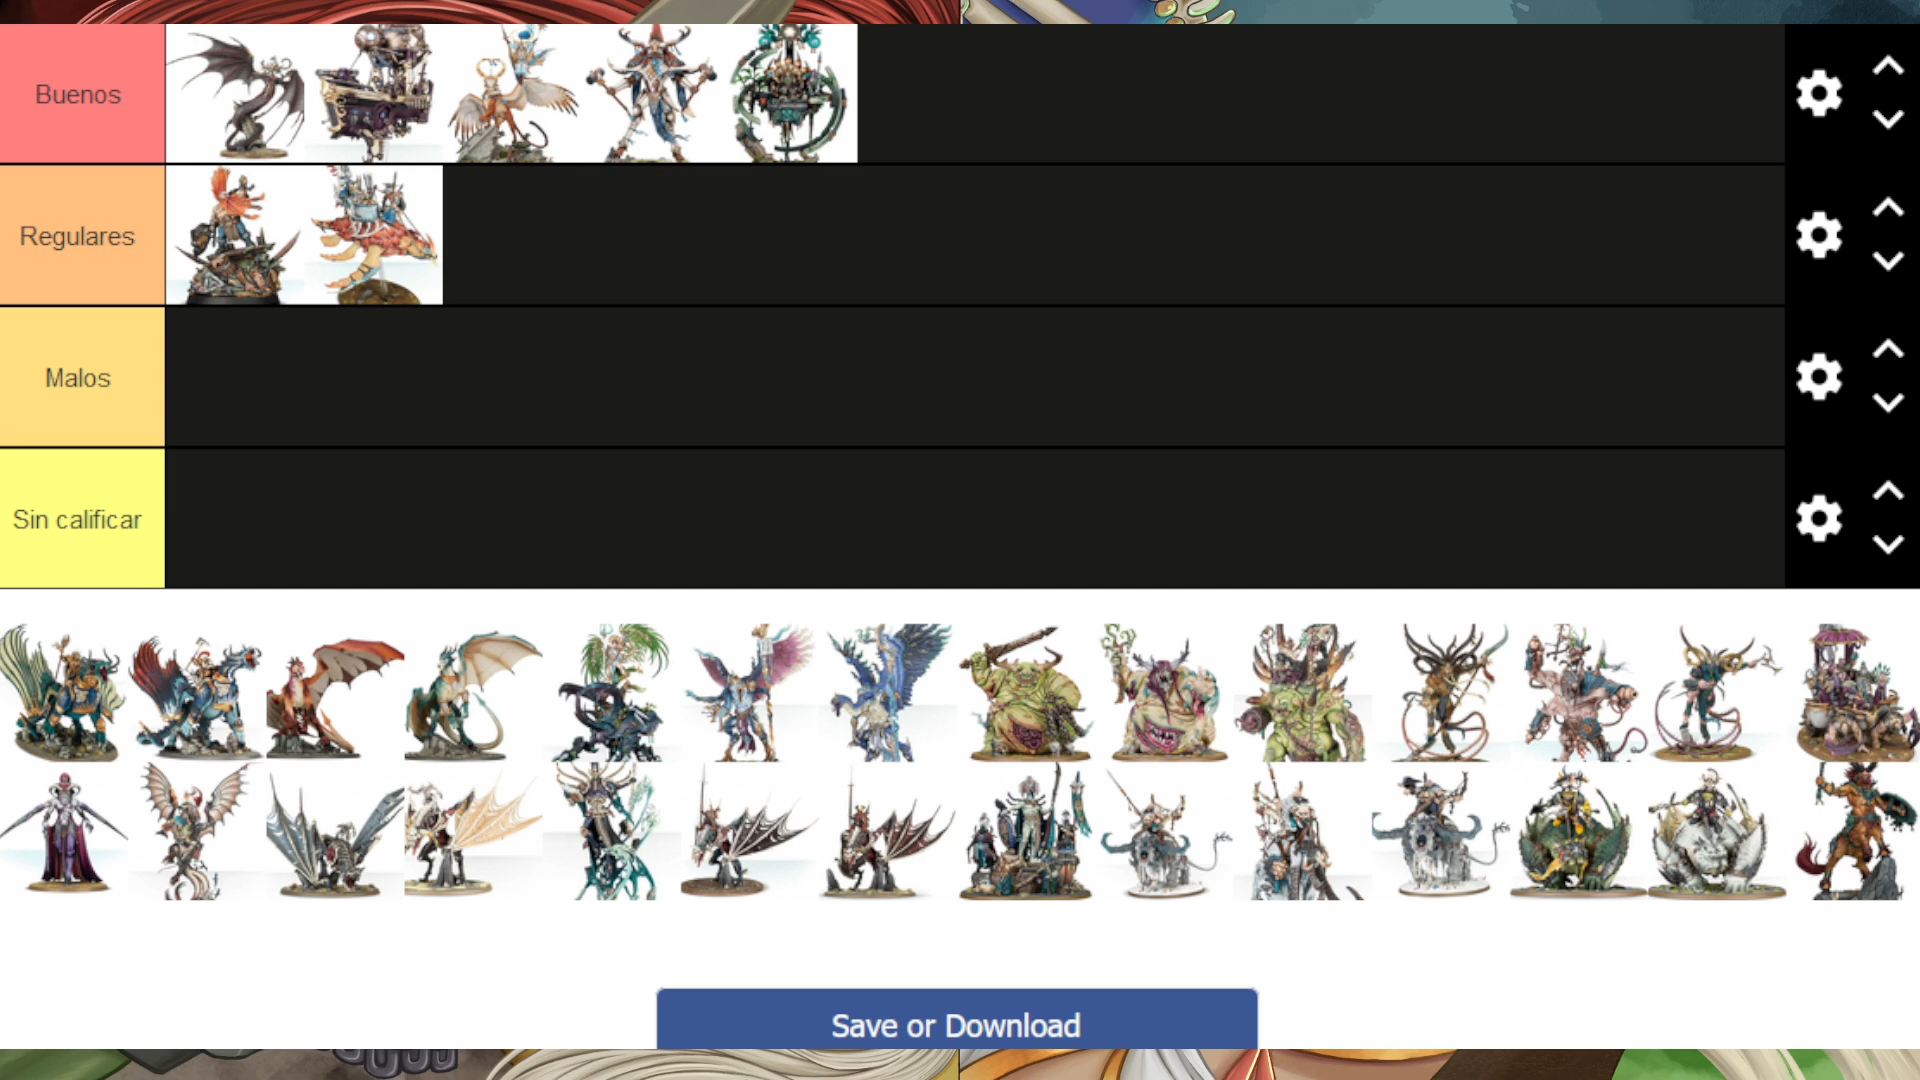 Buenos
Regulares
Malos
Sin calificar
Save or Download